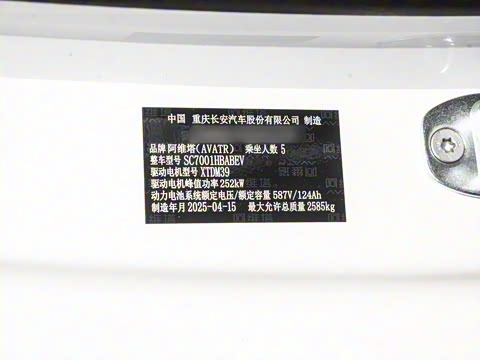 中国 重庆长安汽车股份有限公司 制造
品牌 阿维塔(AVATR) 乘坐人数 5
整车型号 SC7001HBABEV
驱动电机型号 XTDM39
驱动电机峰值功率 252kW
动力电池系统额定电压/额定容量 587V/124Ah
制造年月 2025-04-15 最大允许总质量 2585kg